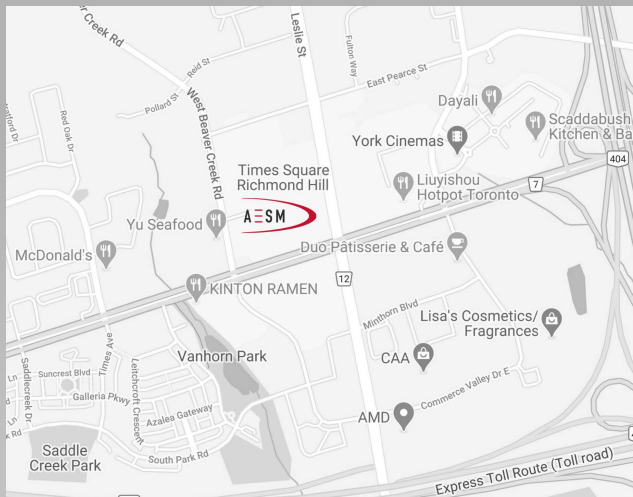 er Creek Rd
Leslie St
Fulton Way
Reid St
East Pearce St
Pollard St
West Beaver Creek Rd
Red Oak Dr
Dayali
Scaddabush
Kitchen & Ba
York Cinemas
404
Times Square
Richmond Hill
Liuyishou
Hotpot Toronto
7
AESM
Yu Seafood
McDonald's
Duo Pâtisserie & Café
12
KINTON RAMEN
Minthorn Blvd
Lisa's Cosmetics/
Fragrances
Vanhorn Park
CAA
Times Ave
Saddlecreek Dr
Leitchcroft Crescent
Ln
Suncrest Blvd
Galleria Pkwy
Commerce Valley Dr E
Azalea Gateway
AMD
Ln
Rd
South Park Rd
Saddle
Creek Park
Express Toll Route (Toll road)